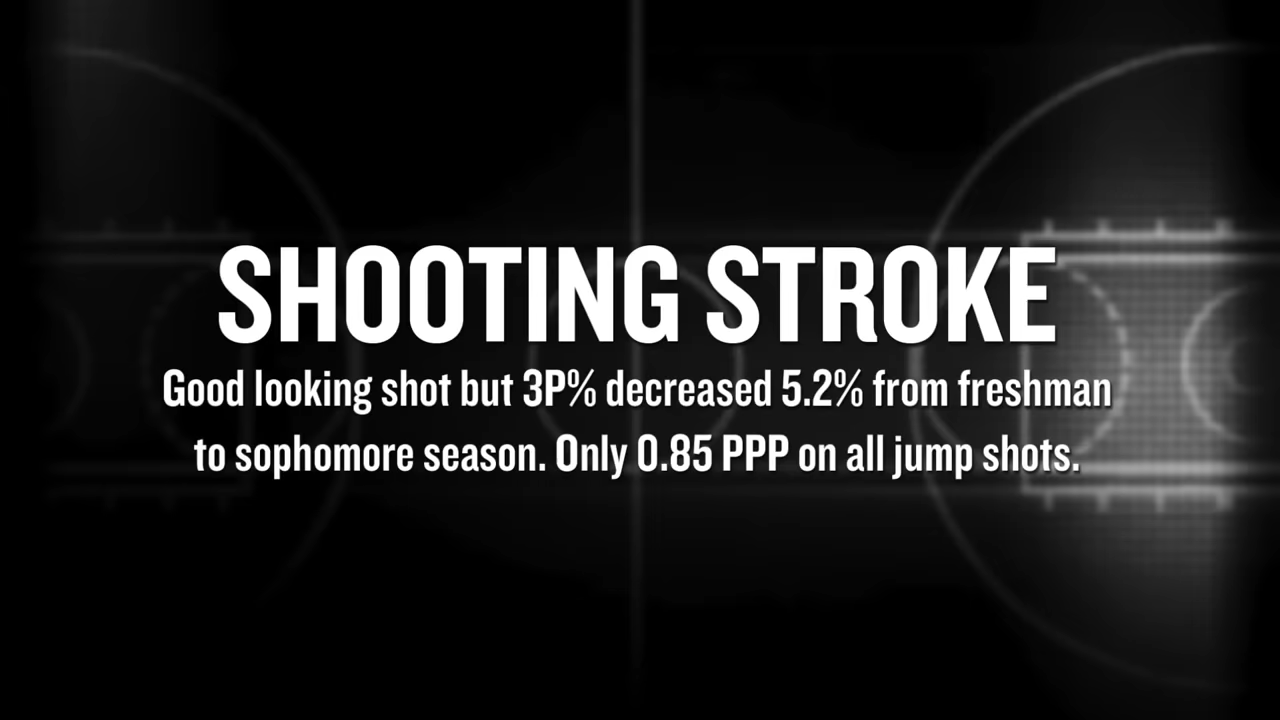 SHOOTING STROKE
Good looking shot but 3P% decreased 5.2% from freshman
to sophomore season. Only 0.85 PPP on all jump shots.